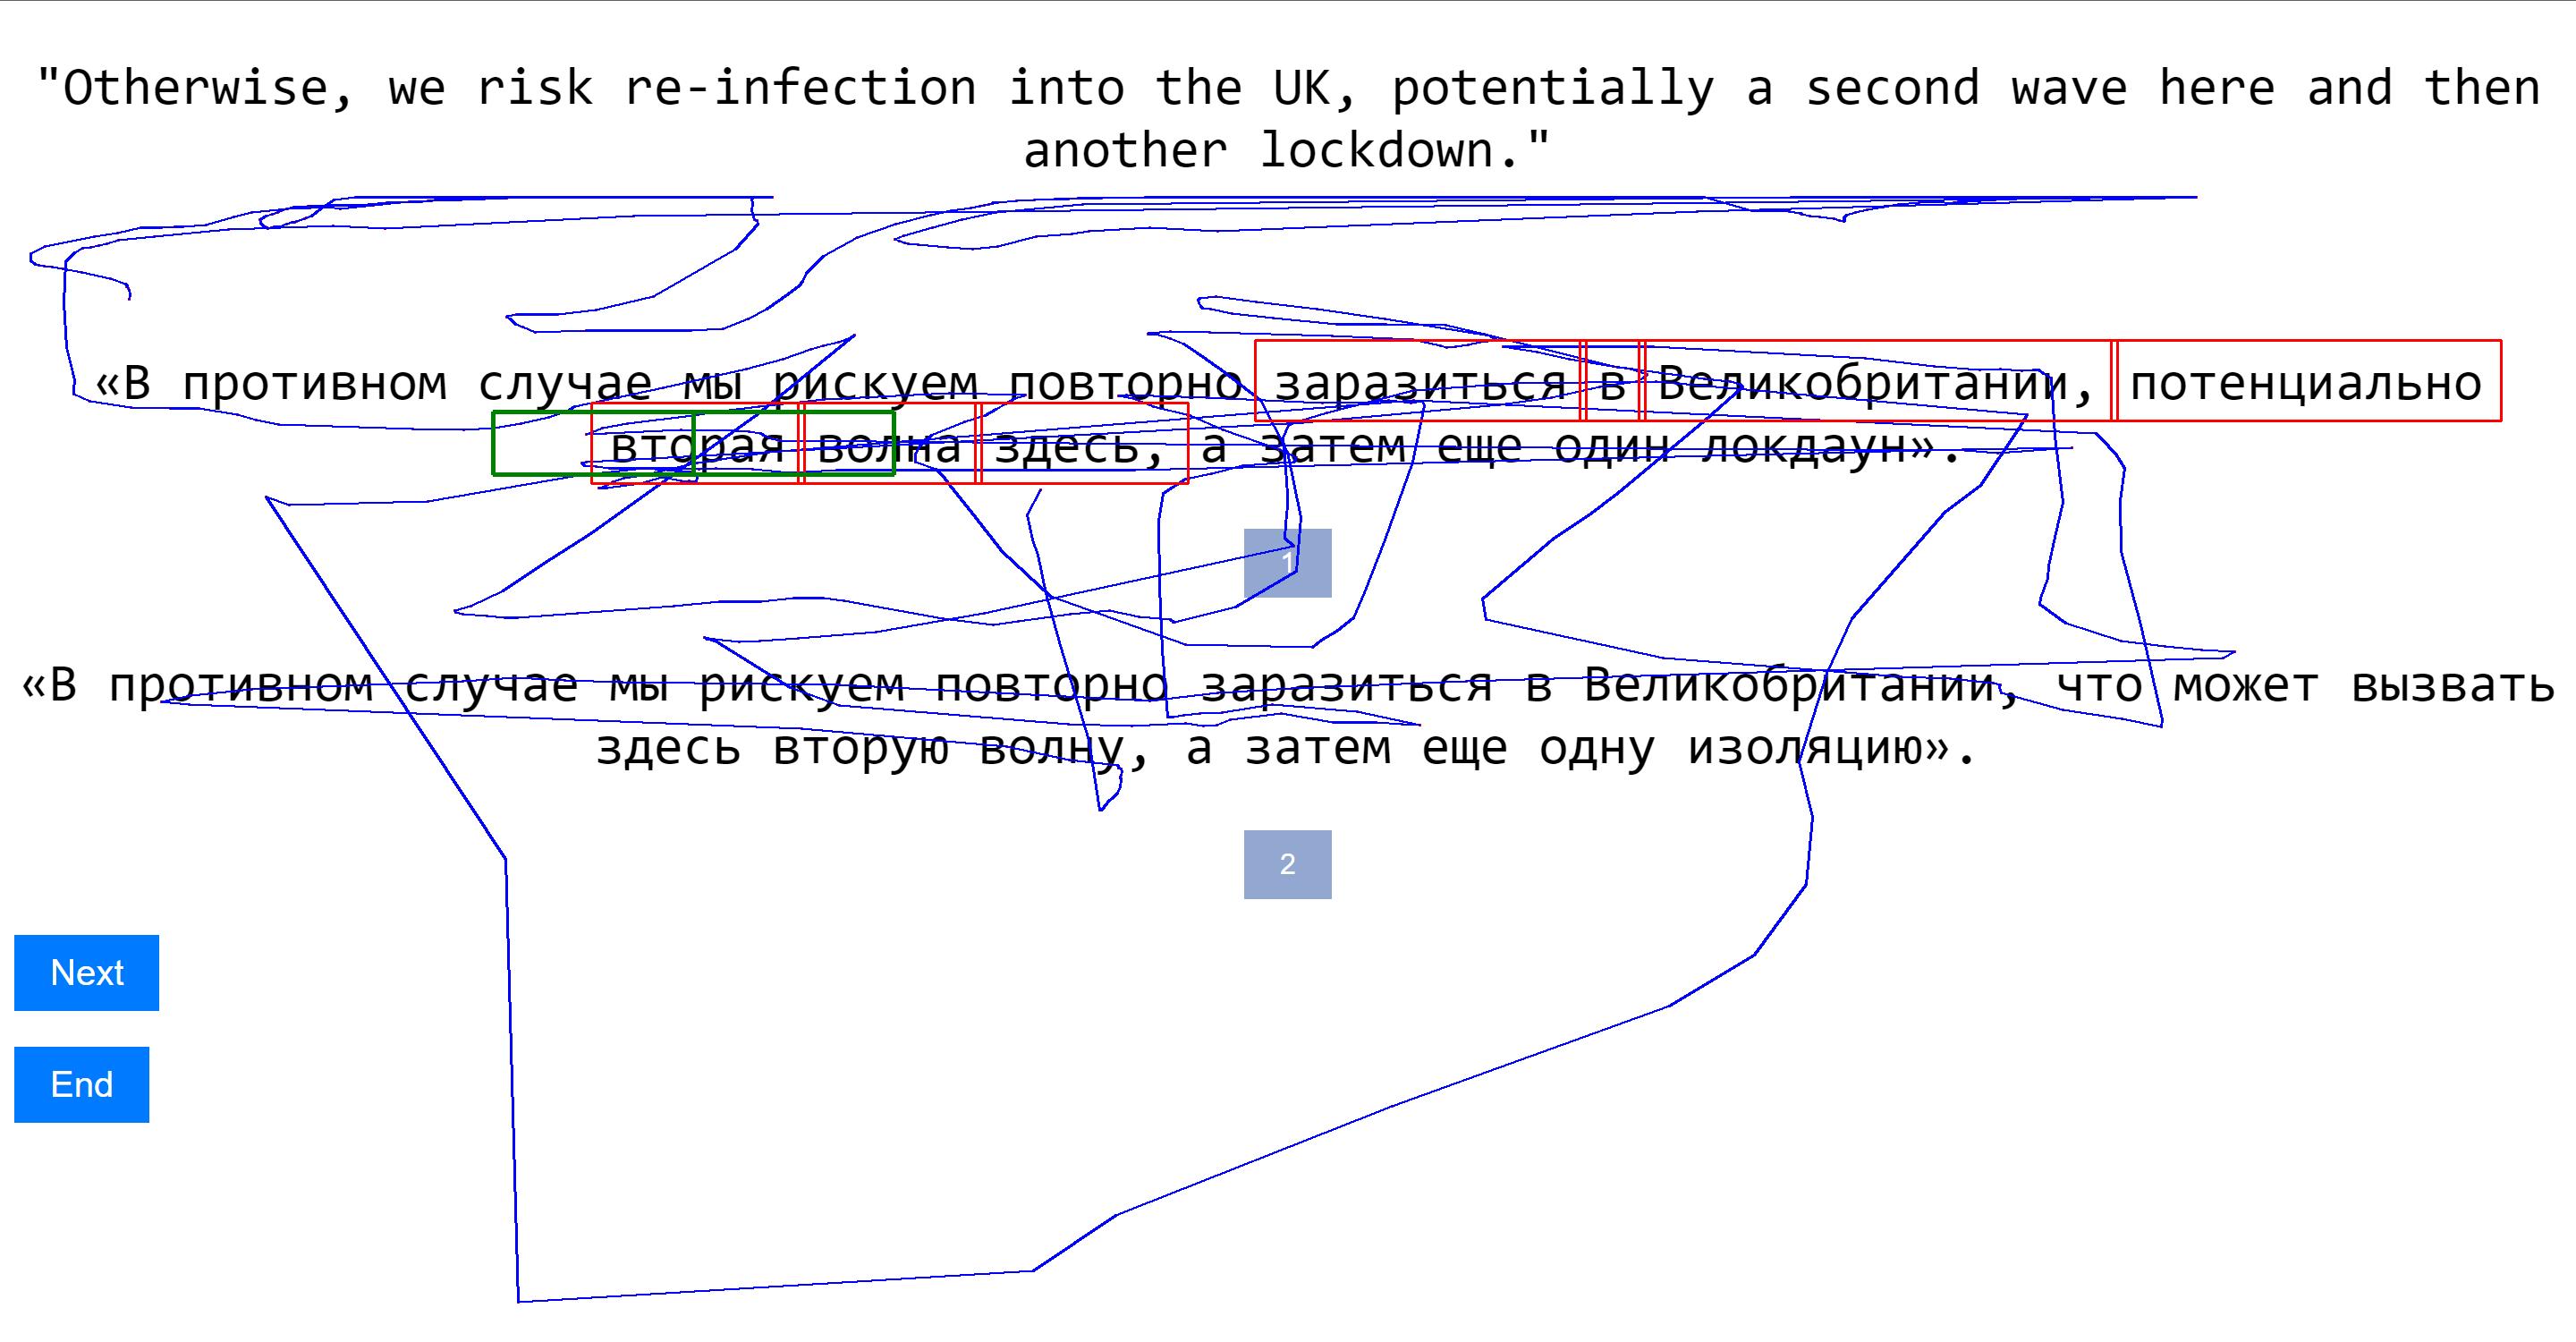 "Otherwise, we risk re-infection into the UK, potentially a second wave here and then
another lockdown."
«В противном случае мы рискуем повторно заразиться в Великобритании, потенциально
вторая волна здесь, а затем еще один локдаун».
1
«В противном случае мы рискуем повторно заразиться в Великобритании, что может вызвать
здесь вторую волну, а затем еще одну изоляцию».
2
Next
End